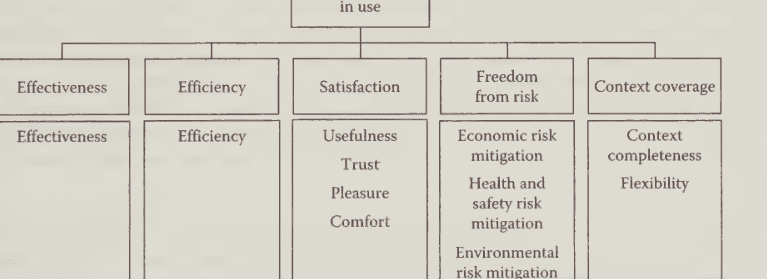 in use
Effectiveness
Efficiency
Satisfaction
Freedom
from risk
Context coverage
Effectiveness
Efficiency
Usefulness
Trust
Pleasure
Comfort
Economic risk
mitigation
Health and
safety risk
mitigation
Environmental
risk mitigation
Context
completeness
Flexibility